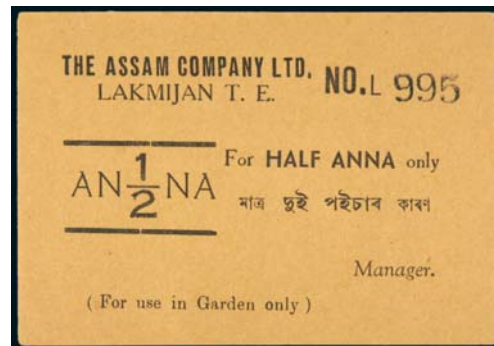 THE ASSAM COMPANY LTD. NO.L 995
LAKMIJAN T. E.
AN 1/2 NA
For HALF ANNA only
মাত্ৰ দুই পইচাৰ কাৰণ
Manager.
( For use in Garden only )